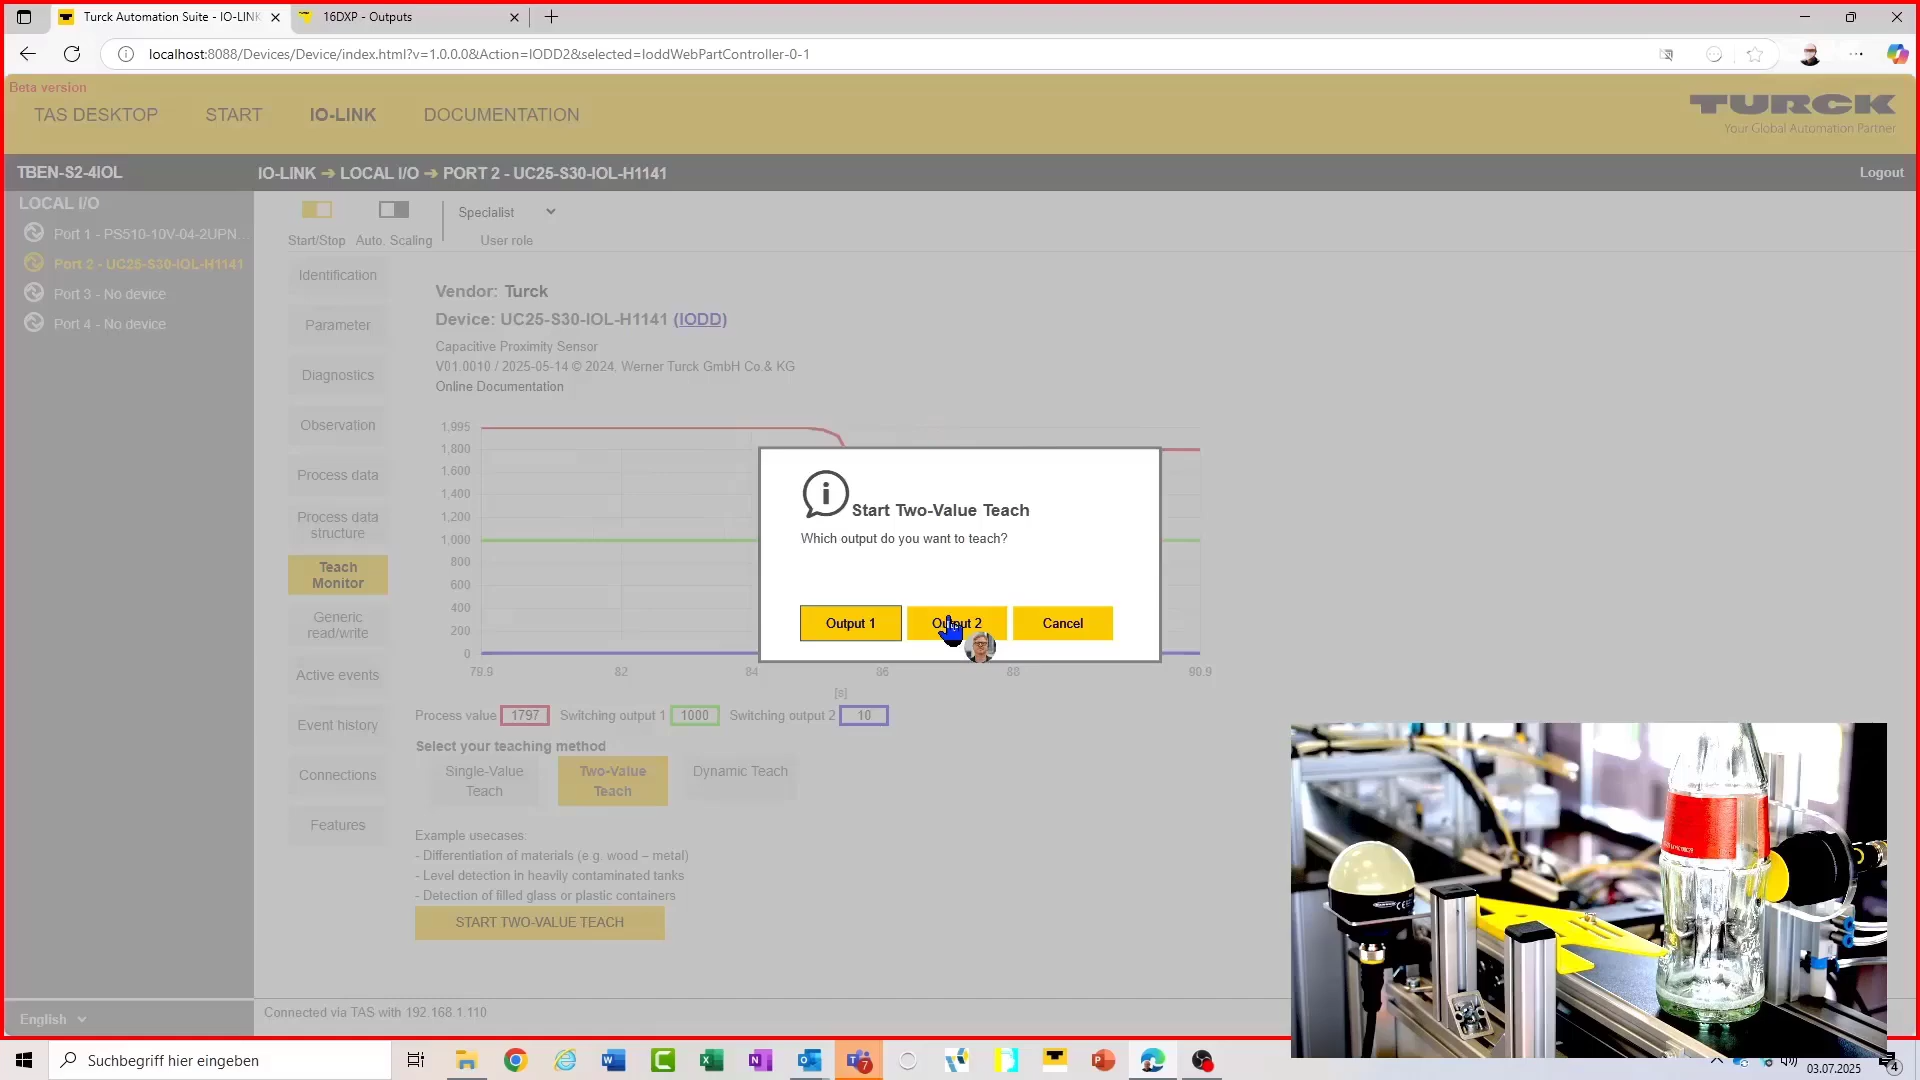 Turck Automation Suite - IO-LINK
16DXP - Outputs
localhost:8088/Devices/Device/index.html?v=1.0.0.0&Action=IODD2&selected=IoddWebPartController-0-1
Beta version
TAS DESKTOP
START
IO-LINK
DOCUMENTATION
TURCK
Your Global Automation Partner
TBEN-S2-4IOL
IO-LINK ➔ LOCAL I/O ➔ PORT 2 - UC25-S30-IOL-H1141
Logout
LOCAL I/O
Port 1 - PS510-10V-04-2UPN...
Port 2 - UC25-S30-IOL-H1141
Port 3 - No device
Port 4 - No device
Start/Stop
Auto. Scaling
Specialist
User role
Identification
Parameter
Diagnostics
Observation
Process data
Process data
structure
Teach
Monitor
Generic
read/write
Active events
Event history
Connections
Features
Vendor: Turck
Device: UC25-S30-IOL-H1141 (IODD)
Capacitive Proximity Sensor
V01.0010 / 2025-05-14 © 2024, Werner Turck GmbH Co.& KG
Online Documentation
1,995
1,800
1,600
1,400
1,200
1,000
800
600
400
200
0
79.9
82
84
86
88
90.9
[s]
Start Two-Value Teach
Which output do you want to teach?
Output 1
Output 2
Cancel
Process value 1797 Switching output 1 1000 Switching output 2 10
Select your teaching method
Single-Value
Teach
Two-Value
Teach
Dynamic Teach
Example usecases:
- Differentiation of materials (e.g. wood – metal)
- Level detection in heavily contaminated tanks
- Detection of filled glass or plastic containers
START TWO-VALUE TEACH
English
Connected via TAS with 192.168.1.110
Suchbegriff hier eingeben
7
03.07.2025
4